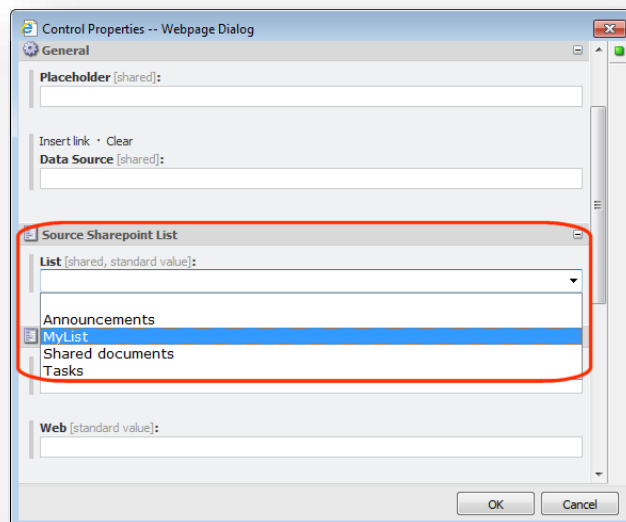 Control Properties -- Webpage Dialog
General
Placeholder [shared]:
Insert link · Clear
Data Source [shared]:
Source Sharepoint List
List [shared, standard value]:
Announcements
MyList
Shared documents
Tasks
Web [standard value]:
OK Cancel